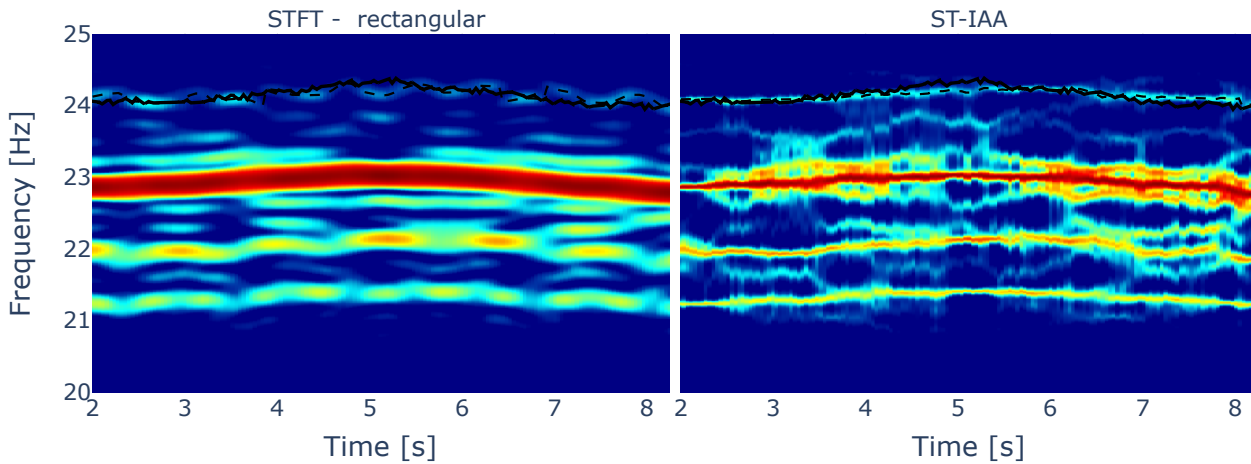 STFT -  rectangular
ST-IAA
Frequency [Hz]
25
24
23
22
21
20
2 3 4 5 6 7 8
2 3 4 5 6 7 8
Time [s]
Time [s]